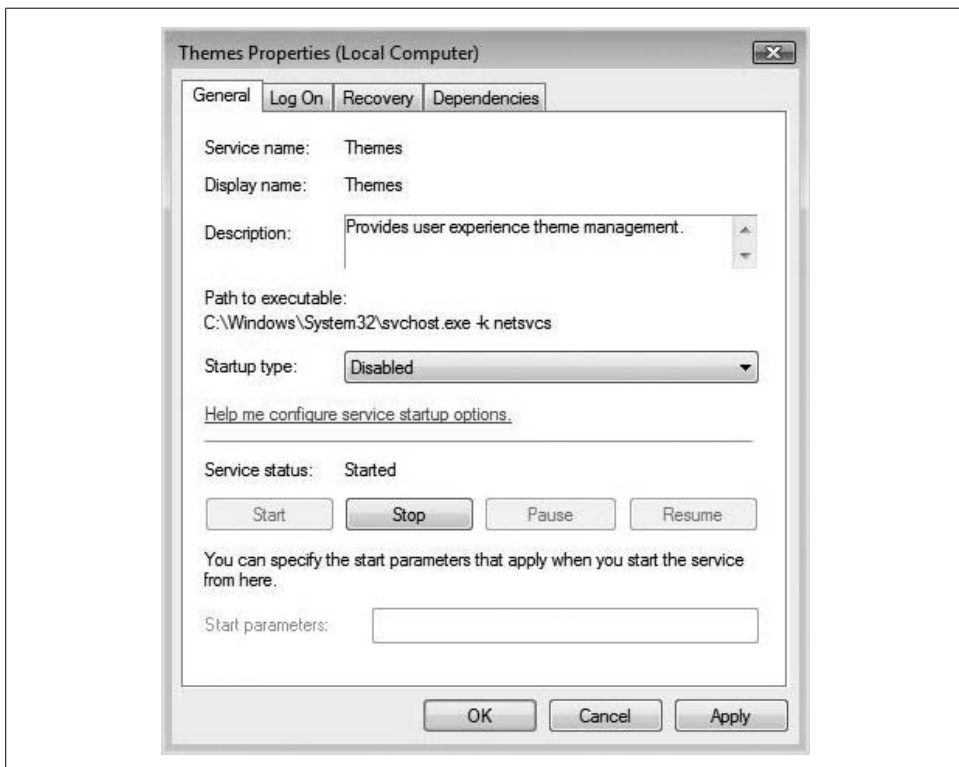 Themes Properties (Local Computer)
General Log On Recovery Dependencies
Service name: Themes
Display name: Themes
Description: Provides user experience theme management.
Path to executable:
C:\Windows\System32\svchost.exe -k netsvcs
Startup type: Disabled
Help me configure service startup options.
Service status: Started
Start Stop Pause Resume
You can specify the start parameters that apply when you start the service
from here.
Start parameters:
OK Cancel Apply